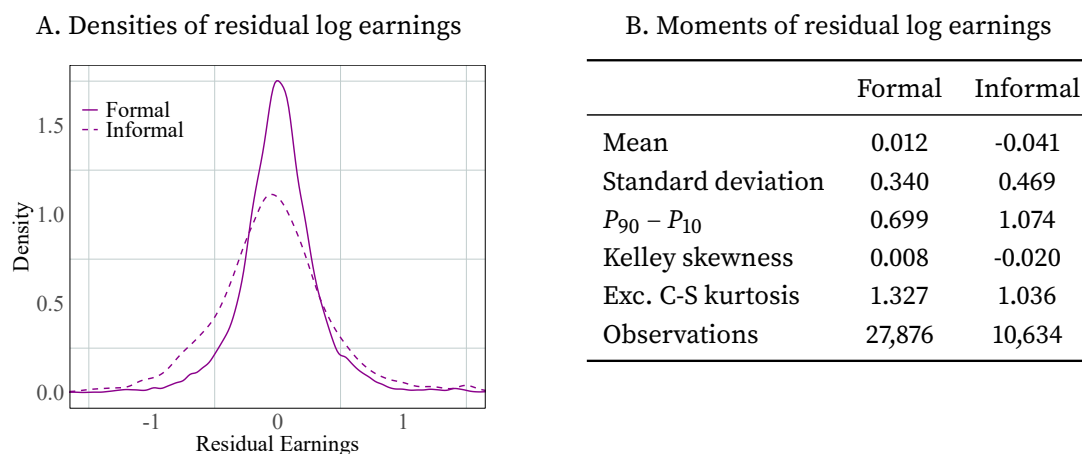 A. Densities of residual log earnings
Formal
Informal
1.5
1.0
0.5
0.0
Density
-1 0 1
Residual Earnings
B. Moments of residual log earnings
Formal Informal
Mean 0.012 -0.041
Standard deviation 0.340 0.469
P90 − P10 0.699 1.074
Kelley skewness 0.008 -0.020
Exc. C-S kurtosis 1.327 1.036
Observations 27,876 10,634